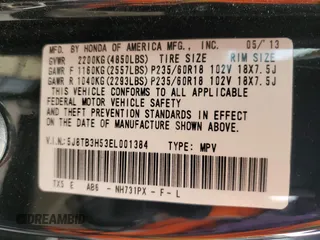 MFD. BY HONDA OF AMERICA MFG., INC. 05/'13
GVWR 2200KG(4850LBS) TIRE SIZE RIM SIZE
GAWR F 1160KG(2557LBS) P235/60R18 102V 18X7.5J
GAWR R 1040KG(2293LBS) P235/60R18 102V 18X7.5J
THIS VEHICLE CONFORMS TO ALL APPLICABLE
FEDERAL MOTOR VEHICLE SAFETY
AND THEFT PREVENTION STANDARDS IN EFFECT
ON THE DATE OF MANUFACTURE SHOWN ABOVE.
V.I.N.: 5J8TB3H53EL001384 TYPE: MPV
TX5 E AB6 - NH731PX - F - L
DREAMBID